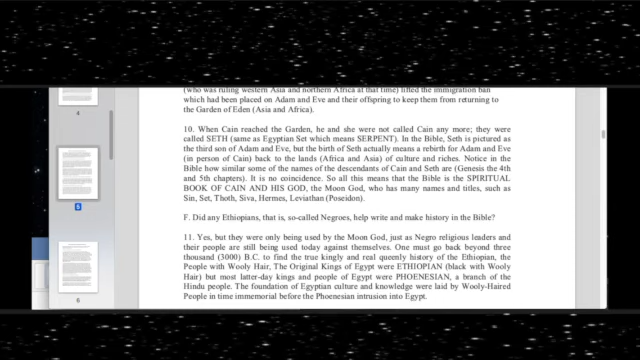 (who was ruling western Asia and northern Africa at that time) lifted the immigration ban
which had been placed on Adam and Eve and their offspring to keep them from returning to
the Garden of Eden (Asia and Africa).
10. When Cain reached the Garden, he and she were not called Cain any more; they were
called SETH (same as Egyptian Set which means SERPENT). In the Bible, Seth is pictured as
the third son of Adam and Eve, but the birth of Seth actually means a rebirth for Adam and Eve
(in person of Cain) back to the lands (Africa and Asia) of culture and riches. Notice in the
Bible how similar some of the names of the descendants of Cain and Seth are (Genesis the 4th
and 5th chapters). It is no coincidence. So all this means that the Bible is the SPIRITUAL
BOOK OF CAIN AND HIS GOD, the Moon God, who has many names and titles, such as
Sin, Set, Thoth, Siva, Hermes, Leviathan (Poseidon).
F. Did any Ethiopians, that is, so-called Negroes, help write and make history in the Bible?
11. Yes, but they were only being used by the Moon God, just as Negro religious leaders and
their people are still being used today against themselves. One must go back beyond three
thousand (3000) B.C. to find the true kingly and real queenly history of the Ethiopian, the
People with Wooly Hair, The Original Kings of Egypt were ETHIOPIAN (black with Wooly
Hair) but most latter-day kings and people of Egypt were PHOENESIAN, a branch of the
Hindu people. The foundation of Egyptian culture and knowledge were laid by Wooly-Haired
People in time immemorial before the Phoenesian intrusion into Egypt.
4
5
6